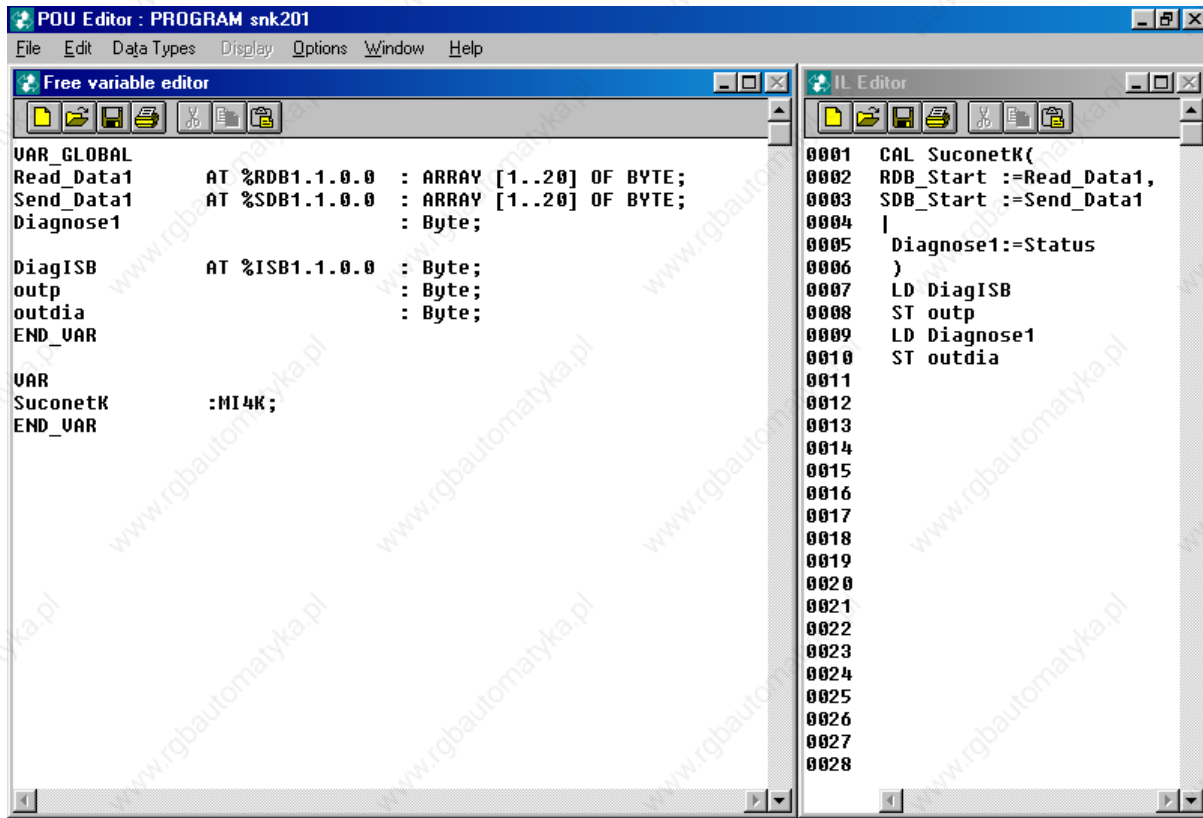 POU Editor : PROGRAM snk201
File Edit Data Types Display Options Window Help
Free variable editor
VAR_GLOBAL
Read_Data1 AT %RDB1.1.0.0 : ARRAY [1..20] OF BYTE;
Send_Data1 AT %SDB1.1.0.0 : ARRAY [1..20] OF BYTE;
Diagnose1 : Byte;
DiagISB AT %ISB1.1.0.0 : Byte;
outp : Byte;
outdia : Byte;
END_VAR
VAR
SuconetK :MI4K;
END_VAR
IL Editor
0001 CAL SuconetK(
0002 RDB_Start :=Read_Data1,
0003 SDB_Start :=Send_Data1
0004 |
0005 Diagnose1:=Status
0006 )
0007 LD DiagISB
0008 ST outp
0009 LD Diagnose1
0010 ST outdia
0011
0012
0013
0014
0015
0016
0017
0018
0019
0020
0021
0022
0023
0024
0025
0026
0027
0028
www.rgbautomatyka.pl